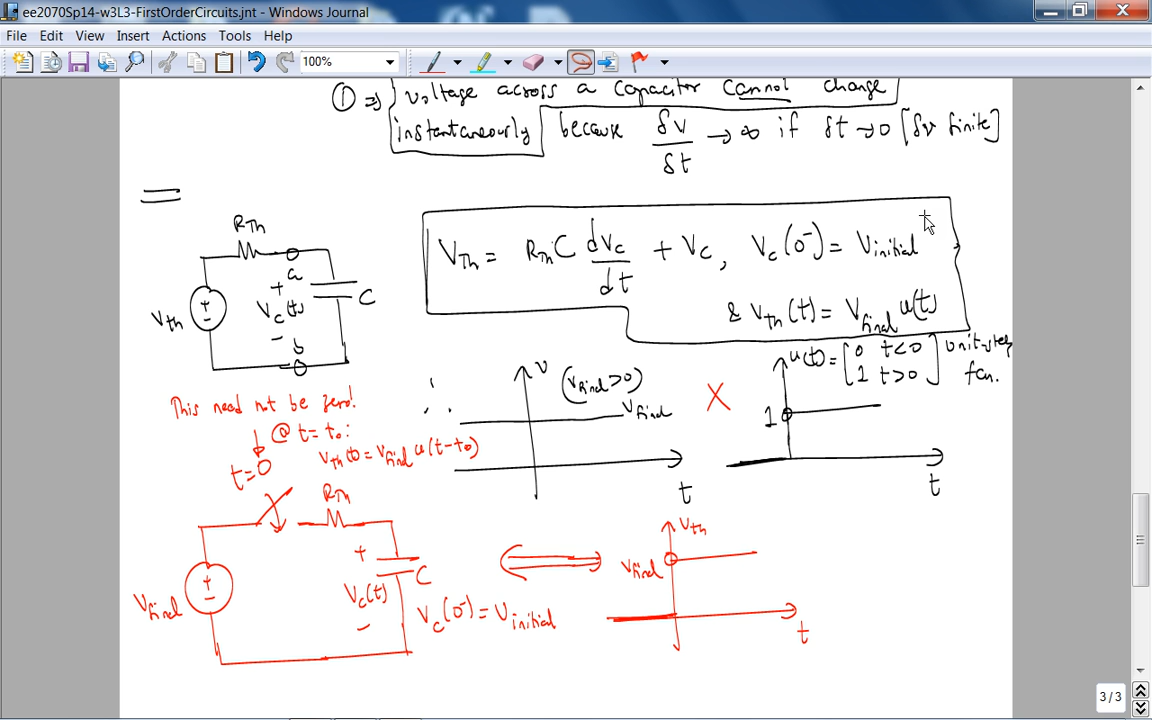 ee2070Sp14-w3L3-FirstOrderCircuits.jnt - Windows Journal
File Edit View Insert Actions Tools Help
100%
① ⇒ voltage across a capacitor cannot change
instantaneously because δv/δt → ∞ if δt → 0 [δv finite]
=
RTh
a
+
Vth
Vc(t)
C
-
b
VTh = RThC dVc/dt + Vc, Vc(0⁻) = Vinitial
& Vth(t) = Vfinal u(t)
u(t) = [0 t<0
1 t>0] Unit-step
fcn.
∴
v
(Vfinal>0)
Vfinal
t
X
1
t
This need not be zero!
@ t=t₀:
Vth(t) = Vfinal u(t-t₀)
t=0
RTh
Vfinal
+
-
+
Vc(t)
-
C
Vc(0⁻) = Vinitial
⟺
Vth
Vfinal
t
3/3